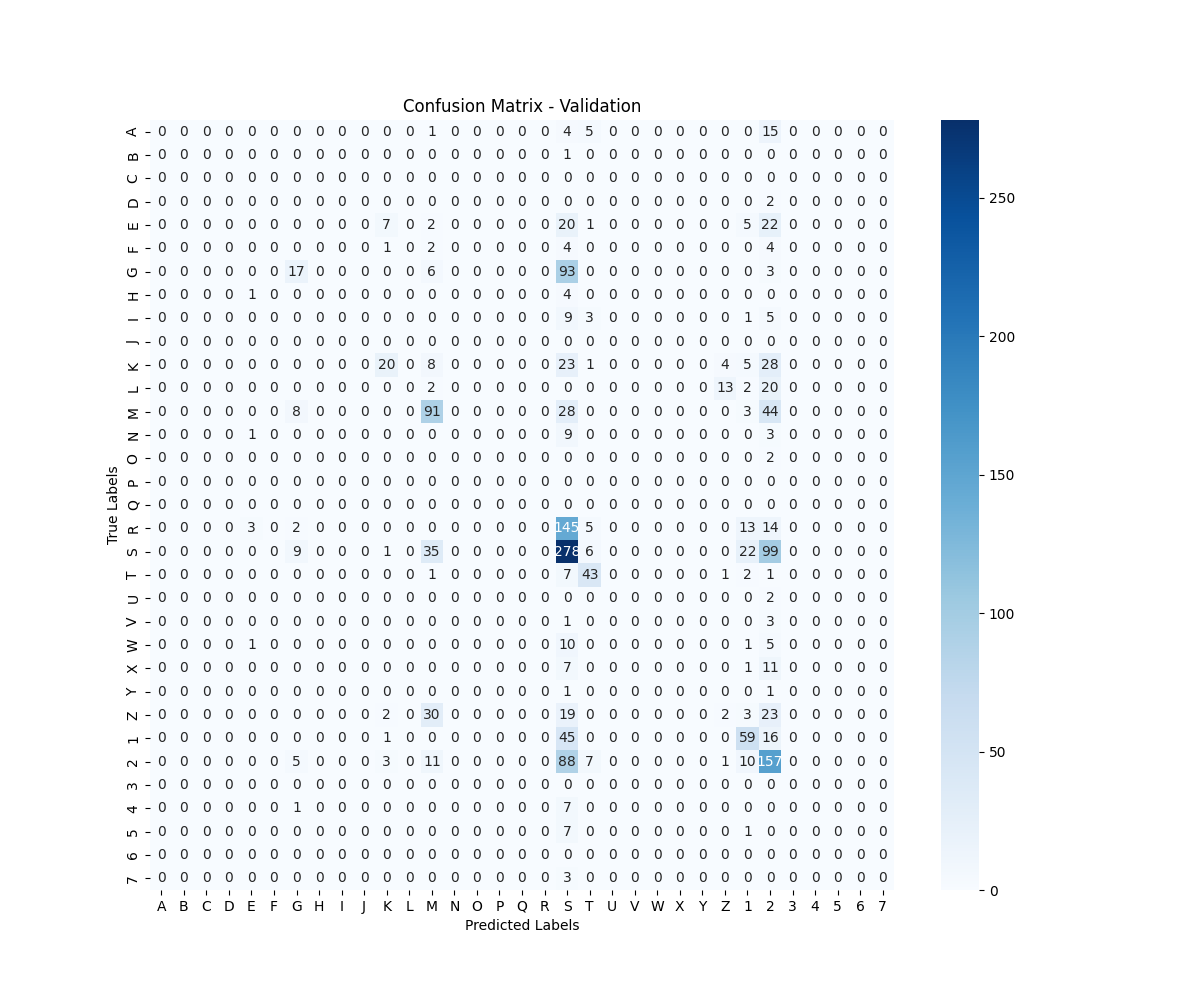 Confusion Matrix - Validation
A 0 0 0 0 0 0 0 0 0 0 0 0 1 0 0 0 0 0 4 5 0 0 0 0 0 0 0 15 0 0 0 0 0
B 0 0 0 0 0 0 0 0 0 0 0 0 0 0 0 0 0 0 1 0 0 0 0 0 0 0 0 0 0 0 0 0 0
C 0 0 0 0 0 0 0 0 0 0 0 0 0 0 0 0 0 0 0 0 0 0 0 0 0 0 0 0 0 0 0 0 0
D 0 0 0 0 0 0 0 0 0 0 0 0 0 0 0 0 0 0 0 0 0 0 0 0 0 0 0 2 0 0 0 0 0
E 0 0 0 0 0 0 0 0 0 0 7 0 2 0 0 0 0 0 20 1 0 0 0 0 0 0 5 22 0 0 0 0 0
F 0 0 0 0 0 0 0 0 0 0 1 0 2 0 0 0 0 0 4 0 0 0 0 0 0 0 0 4 0 0 0 0 0
G 0 0 0 0 0 0 17 0 0 0 0 0 6 0 0 0 0 0 93 0 0 0 0 0 0 0 0 3 0 0 0 0 0
H 0 0 0 0 1 0 0 0 0 0 0 0 0 0 0 0 0 0 4 0 0 0 0 0 0 0 0 0 0 0 0 0 0
I 0 0 0 0 0 0 0 0 0 0 0 0 0 0 0 0 0 0 9 3 0 0 0 0 0 0 1 5 0 0 0 0 0
J 0 0 0 0 0 0 0 0 0 0 0 0 0 0 0 0 0 0 0 0 0 0 0 0 0 0 0 0 0 0 0 0 0
K 0 0 0 0 0 0 0 0 0 0 20 0 8 0 0 0 0 0 23 1 0 0 0 0 0 4 5 28 0 0 0 0 0
L 0 0 0 0 0 0 0 0 0 0 0 0 2 0 0 0 0 0 0 0 0 0 0 0 0 13 2 20 0 0 0 0 0
M 0 0 0 0 0 0 8 0 0 0 0 0 91 0 0 0 0 0 28 0 0 0 0 0 0 0 3 44 0 0 0 0 0
N 0 0 0 0 1 0 0 0 0 0 0 0 0 0 0 0 0 0 9 0 0 0 0 0 0 0 0 3 0 0 0 0 0
O 0 0 0 0 0 0 0 0 0 0 0 0 0 0 0 0 0 0 0 0 0 0 0 0 0 0 0 2 0 0 0 0 0
P 0 0 0 0 0 0 0 0 0 0 0 0 0 0 0 0 0 0 0 0 0 0 0 0 0 0 0 0 0 0 0 0 0
Q 0 0 0 0 0 0 0 0 0 0 0 0 0 0 0 0 0 0 0 0 0 0 0 0 0 0 0 0 0 0 0 0 0
R 0 0 0 0 3 0 2 0 0 0 0 0 0 0 0 0 0 0 145 5 0 0 0 0 0 0 13 14 0 0 0 0 0
S 0 0 0 0 0 0 9 0 0 0 1 0 35 0 0 0 0 0 278 6 0 0 0 0 0 0 22 99 0 0 0 0 0
T 0 0 0 0 0 0 0 0 0 0 0 0 1 0 0 0 0 0 7 43 0 0 0 0 0 1 2 1 0 0 0 0 0
U 0 0 0 0 0 0 0 0 0 0 0 0 0 0 0 0 0 0 0 0 0 0 0 0 0 0 0 2 0 0 0 0 0
V 0 0 0 0 0 0 0 0 0 0 0 0 0 0 0 0 0 0 1 0 0 0 0 0 0 0 0 3 0 0 0 0 0
W 0 0 0 0 1 0 0 0 0 0 0 0 0 0 0 0 0 0 10 0 0 0 0 0 0 0 1 5 0 0 0 0 0
X 0 0 0 0 0 0 0 0 0 0 0 0 0 0 0 0 0 0 7 0 0 0 0 0 0 0 1 11 0 0 0 0 0
Y 0 0 0 0 0 0 0 0 0 0 0 0 0 0 0 0 0 0 1 0 0 0 0 0 0 0 0 1 0 0 0 0 0
Z 0 0 0 0 0 0 0 0 0 0 2 0 30 0 0 0 0 0 19 0 0 0 0 0 0 2 3 23 0 0 0 0 0
1 0 0 0 0 0 0 0 0 0 0 1 0 0 0 0 0 0 0 45 0 0 0 0 0 0 0 59 16 0 0 0 0 0
2 0 0 0 0 0 0 5 0 0 0 3 0 11 0 0 0 0 0 88 7 0 0 0 0 0 1 10 157 0 0 0 0 0
3 0 0 0 0 0 0 0 0 0 0 0 0 0 0 0 0 0 0 0 0 0 0 0 0 0 0 0 0 0 0 0 0 0
4 0 0 0 0 0 0 1 0 0 0 0 0 0 0 0 0 0 0 7 0 0 0 0 0 0 0 0 0 0 0 0 0 0
5 0 0 0 0 0 0 0 0 0 0 0 0 0 0 0 0 0 0 7 0 0 0 0 0 0 0 1 0 0 0 0 0 0
6 0 0 0 0 0 0 0 0 0 0 0 0 0 0 0 0 0 0 0 0 0 0 0 0 0 0 0 0 0 0 0 0 0
7 0 0 0 0 0 0 0 0 0 0 0 0 0 0 0 0 0 0 3 0 0 0 0 0 0 0 0 0 0 0 0 0 0
A B C D E F G H I J K L M N O P Q R S T U V W X Y Z 1 2 3 4 5 6 7
Predicted Labels
True Labels
250
200
150
100
50
0